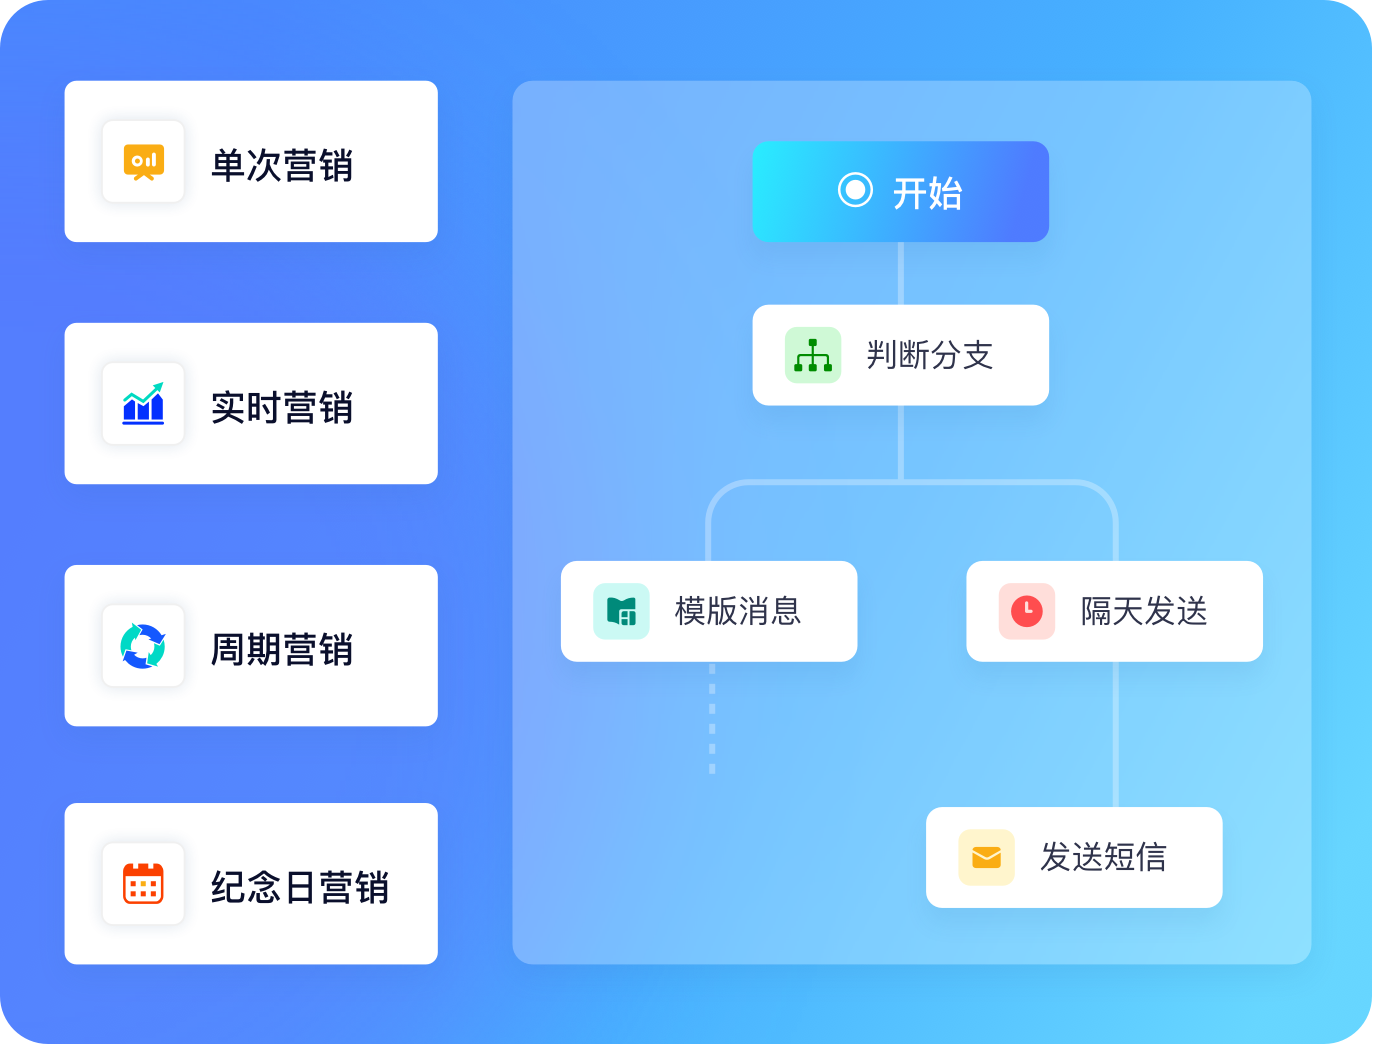 单次营销
实时营销
周期营销
纪念日营销
开始
判断分支
模版消息
隔天发送
发送短信